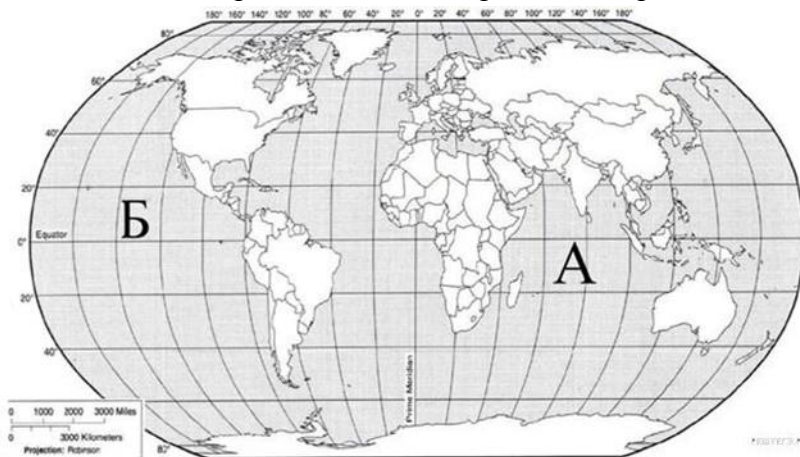 180° 160° 140° 120° 100° 80° 60° 40° 20° 0° 20° 40° 60° 80° 100° 120° 140° 160° 180°
80°
60°
40°
20°
Б
Equator
0°
А
20°
40°
Prime Meridian
0 1000 2000 3000 Miles
0 3000 Kilometers
Projection: Robinson
80°